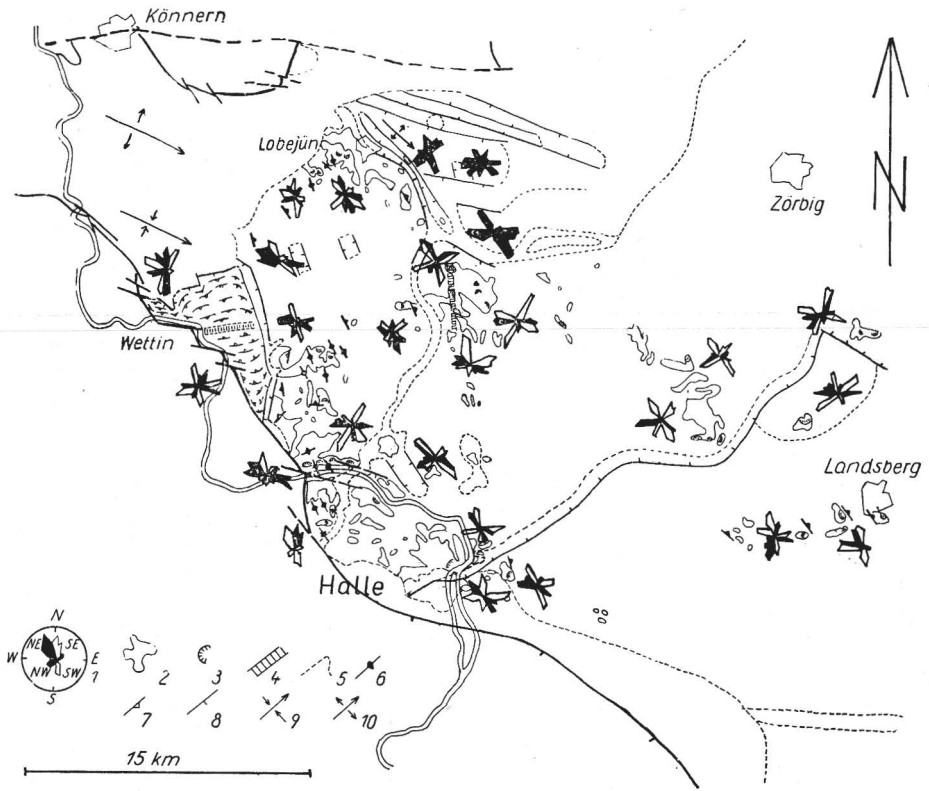 Könnern
Lobejün
N
Zörbig
Wettin
Landsberg
Halle
N
NE SE
W E
NW SW
S
1 2 3 4 5 6
7 8 9 10
15 km